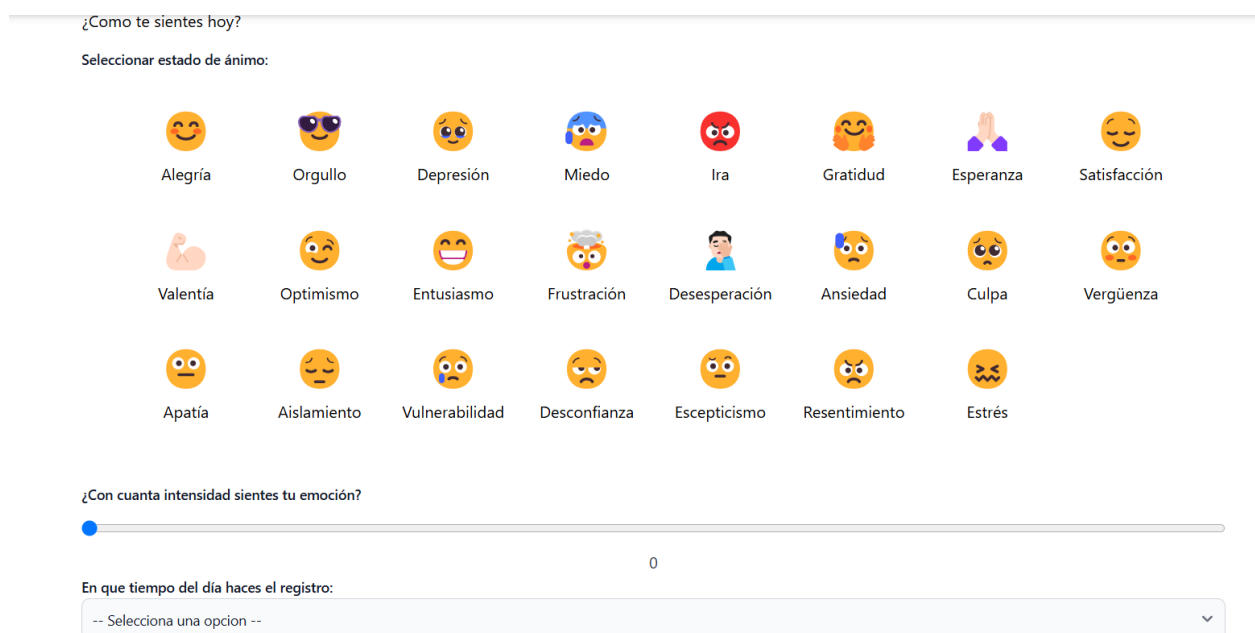 ¿Como te sientes hoy?
Seleccionar estado de ánimo:
Alegría Orgullo Depresión Miedo Ira Gratidud Esperanza Satisfacción
Valentía Optimismo Entusiasmo Frustración Desesperación Ansiedad Culpa Vergüenza
Apatía Aislamiento Vulnerabilidad Desconfianza Escepticismo Resentimiento Estrés
¿Con cuanta intensidad sientes tu emoción?
0
En que tiempo del día haces el registro:
-- Selecciona una opcion --